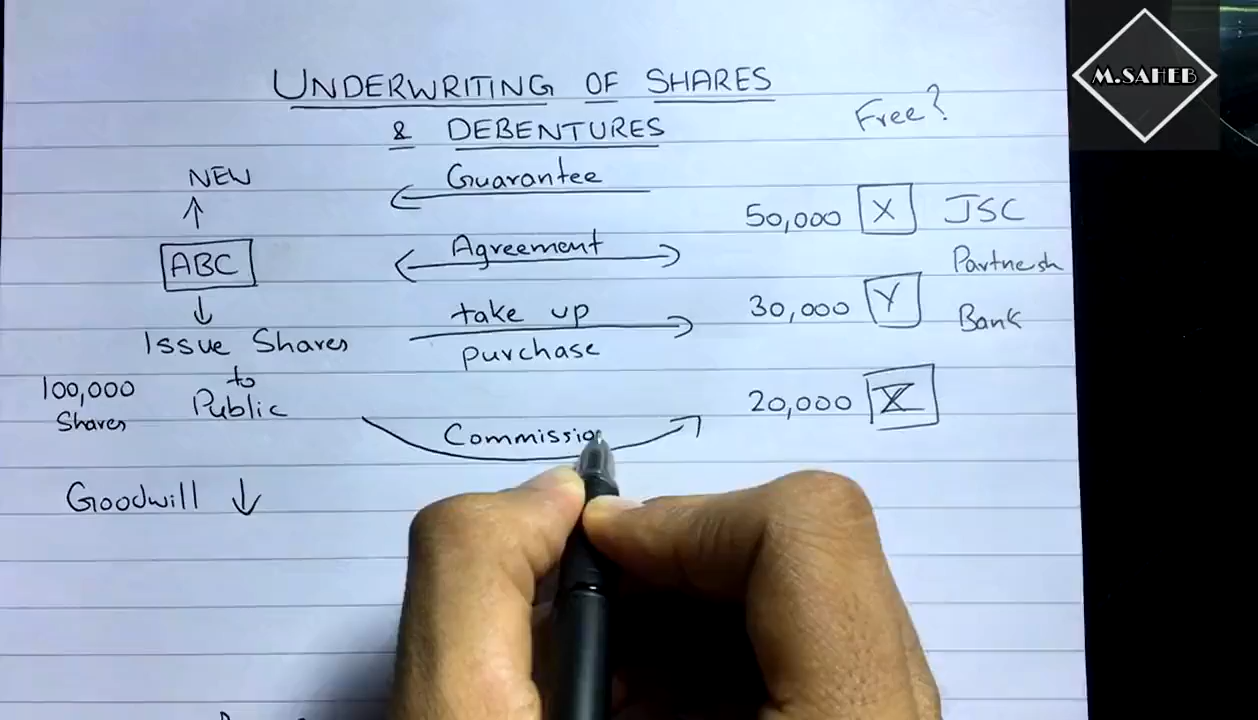 M.SAHEB
UNDERWRITING OF SHARES
& DEBENTURES
Free?
NEW
Guarantee
50,000 X JSC
ABC
Agreement
Partnesh
30,000 Y
Bank
take up
purchase
Issue Shares
to
Public
100,000
Shares
20,000 Z
Commissio
Goodwill ↓